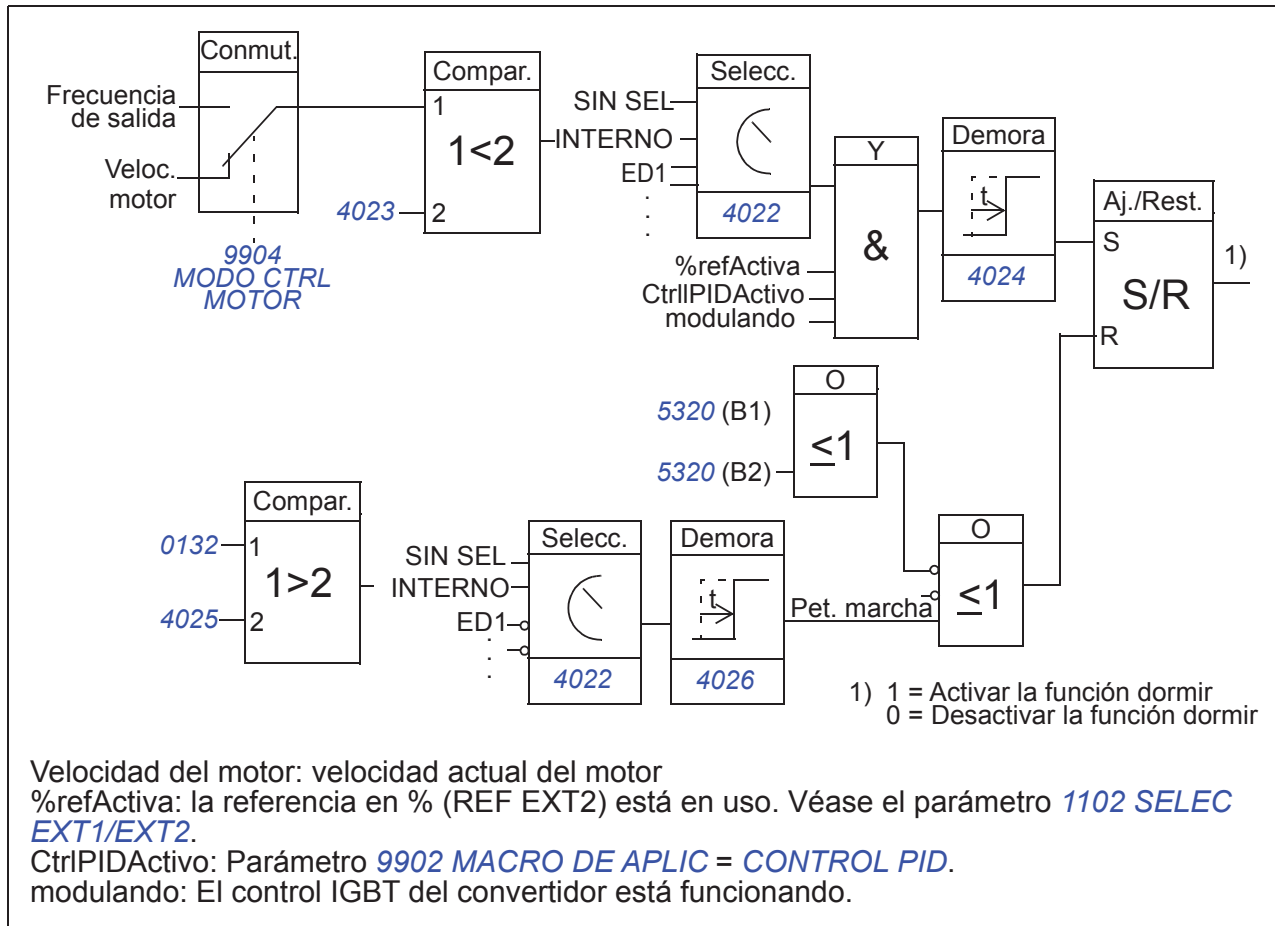 Conmut.
Frecuencia
de salida
Veloc.
motor
9904
MODO CTRL
MOTOR
Compar.
1
1<2
4023
2
Selecc.
SIN SEL
INTERNO
ED1
.
.
.
4022
Y
&
%refActiva
CtrllPIDActivo
modulando
Demora
t
4024
Aj./Rest.
S
S/R
R
1)
O
5320 (B1)
<1
5320 (B2)
Compar.
0132
1
1>2
4025
2
SIN SEL
INTERNO
ED1
.
.
.
Selecc.
4022
Demora
t
4026
Pet. marcha
O
<1
1) 1 = Activar la función dormir
0 = Desactivar la función dormir
Velocidad del motor: velocidad actual del motor
%refActiva: la referencia en % (REF EXT2) está en uso. Véase el parámetro 1102 SELEC
EXT1/EXT2.
CtrlPIDActivo: Parámetro 9902 MACRO DE APLIC = CONTROL PID.
modulando: El control IGBT del convertidor está funcionando.